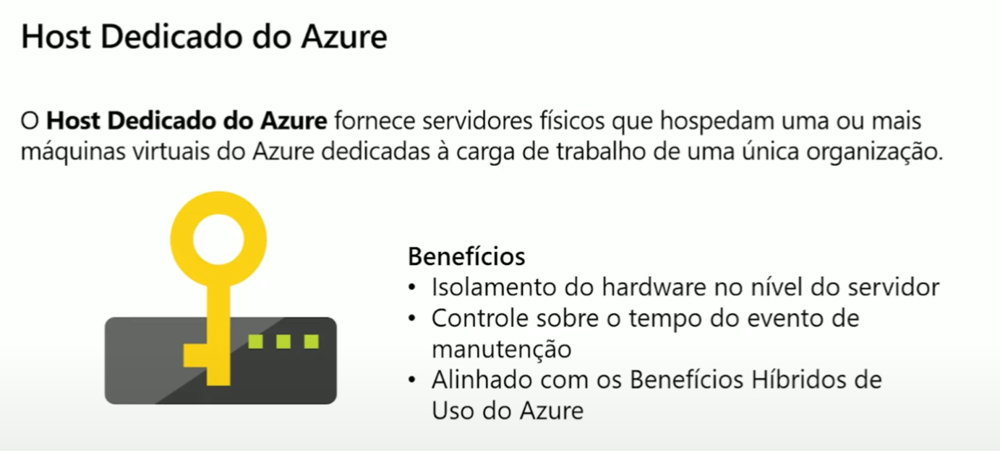 Host Dedicado do Azure
O Host Dedicado do Azure fornece servidores físicos que hospedam uma ou mais
máquinas virtuais do Azure dedicadas à carga de trabalho de uma única organização.
Benefícios
• Isolamento do hardware no nível do servidor
• Controle sobre o tempo do evento de
manutenção
• Alinhado com os Benefícios Híbridos de
Uso do Azure